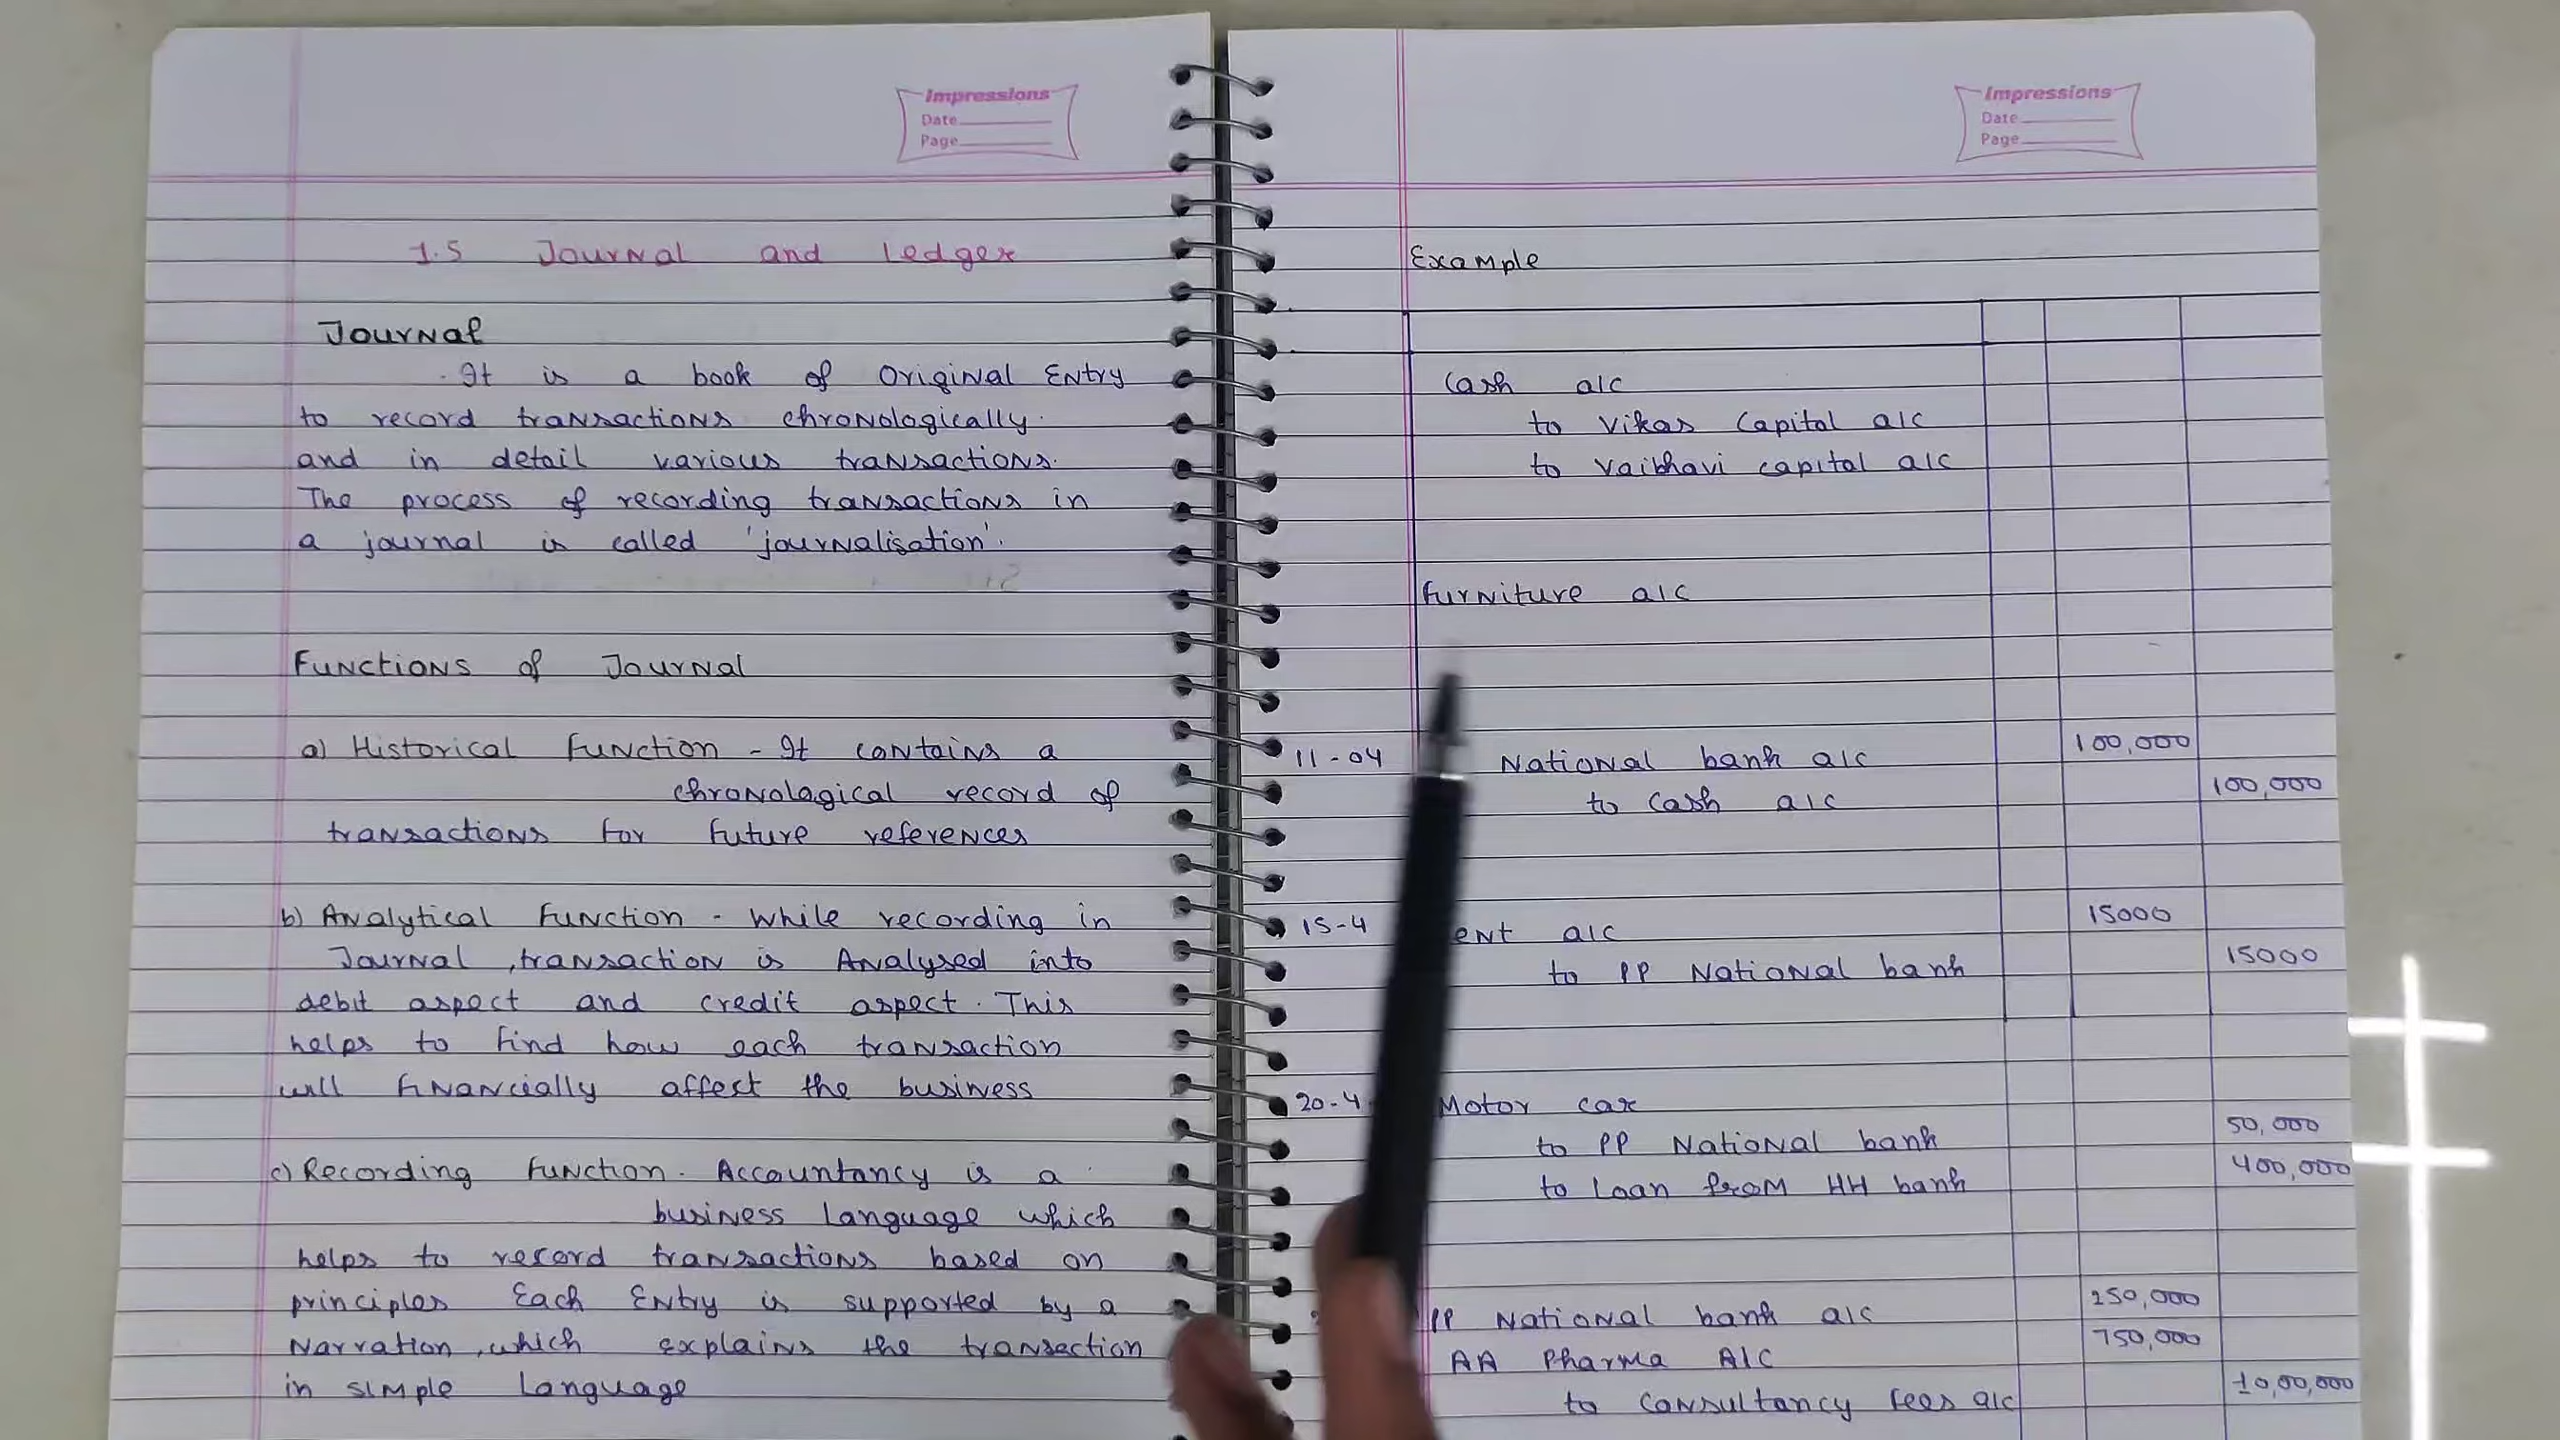 Impressions
Date
Page
1.5 Journal and Ledger
Journal
- It is a book of Original Entry
to record transactions chronologically.
and in detail various transactions.
The process of recording transactions in
a journal is called 'journalisation'.
Functions of Journal
a) Historical Function - It contains a
chronological record of
transactions for future references
b) Analytical Function - While recording in
Journal, transaction is Analysed into
debit aspect and credit aspect. This
helps to find how each transaction
will financially affect the business
c) Recording Function. Accountancy is a
business Language which
helps to record transactions based on
principles Each Entry is supported by a
Narration, which explains the transection
in simple Language
Impressions
Date
Page
Example
Cash a/c
to Vikas Capital a/c
to Vaibhavi capital a/c
Furniture a/c
11-04 National bank a/c 100,000
to Cash a/c 100,000
15-4 ent a/c 15000
to PP National bank 15000
20-4 Motor car
to PP National bank 50,000
to Loan from HH bank 400,000
PP National bank a/c 250,000
AA Pharma A/C 750,000
to Consultancy Fees a/c 10,00,000